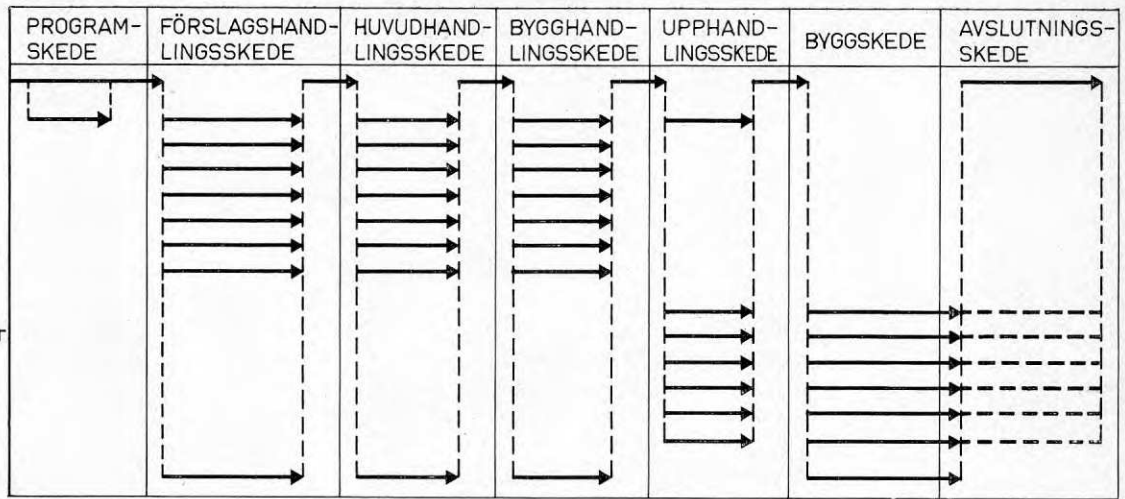 PROGRAM-
SKEDE
FÖRSLAGSHAND-
LINGSSKEDE
HUVUDHAND-
LINGSSKEDE
BYGGHAND-
LINGSSKEDE
UPPHAND-
LINGSSKEDE
BYGGSKEDE
AVSLUTNINGS-
SKEDE